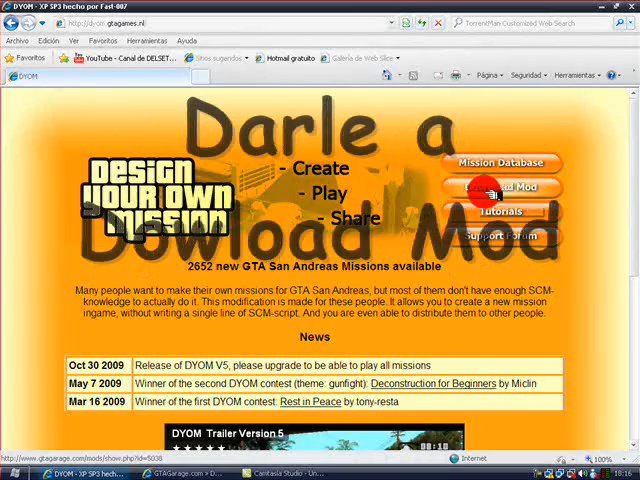 DYOM - XP SP3 hecho por Fast-007
http://dyom.gtagames.nl
TorrentMan Customized Web Search
Archivo Edición Ver Favoritos Herramientas Ayuda
Favoritos YouTube - Canal de DELSET... Sitios sugeridos Hotmail gratuito Galería de Web Slice
DYOM
Página Seguridad Herramientas
Darle a
Dowload Mod
DESIGN
YOUR OWN
MISSION
- Create
- Play
- Share
Mission Database
Mod
Tutorials
Support Forum
2652 new GTA San Andreas Missions available
Many people want to make their own missions for GTA San Andreas, but most of them don't have enough SCM-
knowledge to actually do it. This modification is made for these people. It allows you to create a new mission
ingame, without writing a single line of SCM-script. And you are even able to distribute them to other people.
News
Oct 30 2009 Release of DYOM V5, please upgrade to be able to play all missions
May 7 2009 Winner of the second DYOM contest (theme: gunfight): Deconstruction for Beginners by Miclin
Mar 16 2009 Winner of the first DYOM contest: Rest in Peace by tony-resta
DYOM Trailer Version 5
08:10
http://www.gtagarage.com/mods/show.php?id=5038
Internet
100%
DYOM - XP SP3 hech...
GTAGarage.com » D...
Camtasia Studio - Un...
18:16